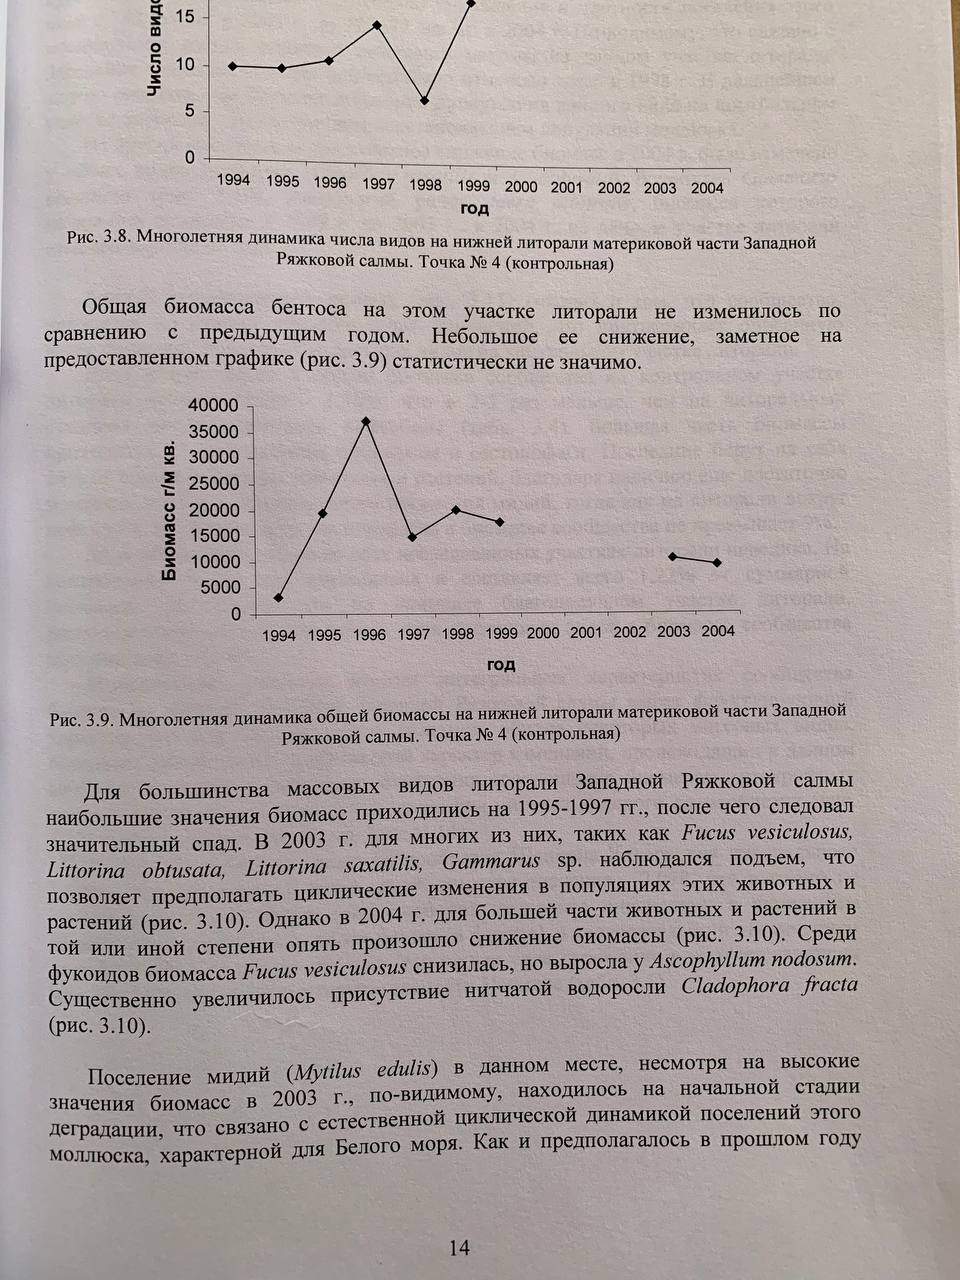 Число видо
15
10
5
0
1994 1995 1996 1997 1998 1999 2000 2001 2002 2003 2004
год
Рис. 3.8. Многолетняя динамика числа видов на нижней литорали материковой части Западной
Ряжковой салмы. Точка № 4 (контрольная)
Общая биомасса бентоса на этом участке литорали не изменилось по
сравнению с предыдущим годом. Небольшое ее снижение, заметное на
предоставленном графике (рис. 3.9) статистически не значимо.
Биомасс г/м кв.
40000
35000
30000
25000
20000
15000
10000
5000
0
1994 1995 1996 1997 1998 1999 2000 2001 2002 2003 2004
год
Рис. 3.9. Многолетняя динамика общей биомассы на нижней литорали материковой части Западной
Ряжковой салмы. Точка № 4 (контрольная)
Для большинства массовых видов литорали Западной Ряжковой салмы
наибольшие значения биомасс приходились на 1995-1997 гг., после чего следовал
значительный спад. В 2003 г. для многих из них, таких как Fucus vesiculosus,
Littorina obtusata, Littorina saxatilis, Gammarus sp. наблюдался подъем, что
позволяет предполагать циклические изменения в популяциях этих животных и
растений (рис. 3.10). Однако в 2004 г. для большей части животных и растений в
той или иной степени опять произошло снижение биомассы (рис. 3.10). Среди
фукоидов биомасса Fucus vesiculosus снизилась, но выросла у Ascophyllum nodosum.
Существенно увеличилось присутствие нитчатой водоросли Cladophora fracta
(рис. 3.10).
Поселение мидий (Mytilus edulis) в данном месте, несмотря на высокие
значения биомасс в 2003 г., по-видимому, находилось на начальной стадии
деградации, что связано с естественной циклической динамикой поселений этого
моллюска, характерной для Белого моря. Как и предполагалось в прошлом году
14